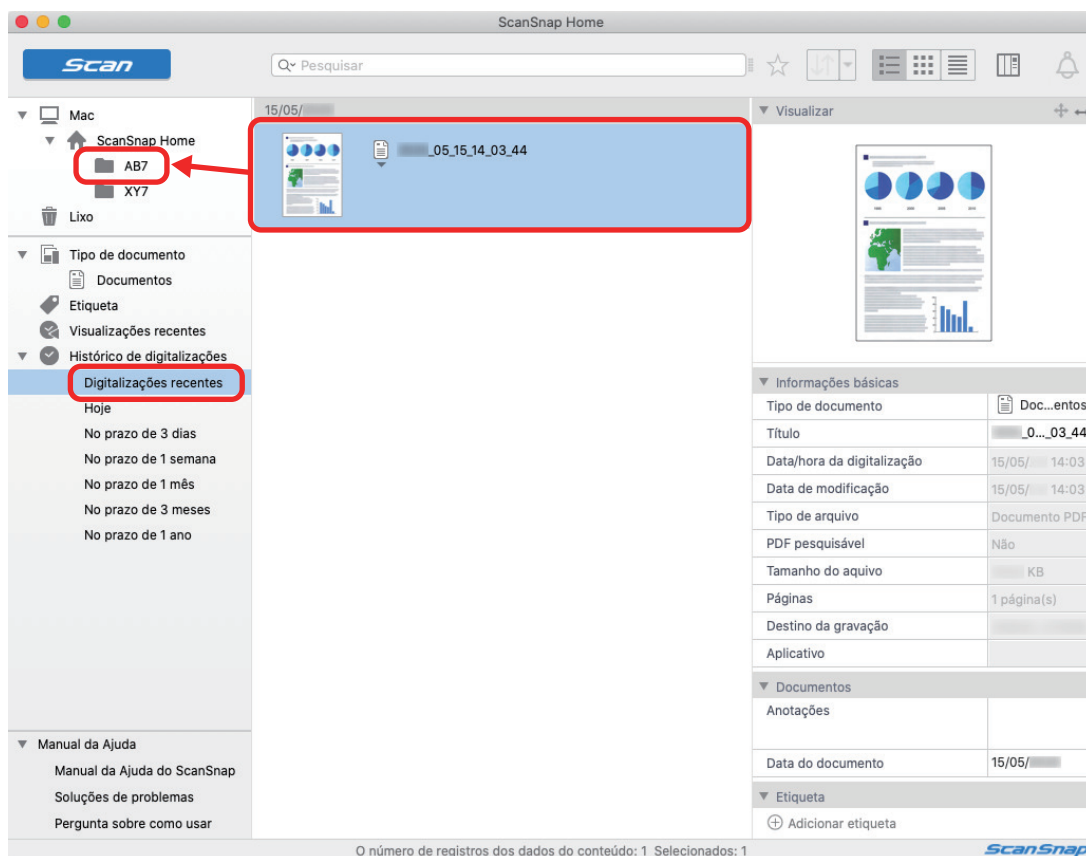 ScanSnap Home
Scan
Pesquisar
Mac
ScanSnap Home
AB7
XY7
Lixo
Tipo de documento
Documentos
Etiqueta
Visualizações recentes
Histórico de digitalizações
Digitalizações recentes
Hoje
No prazo de 3 dias
No prazo de 1 semana
No prazo de 1 mês
No prazo de 3 meses
No prazo de 1 ano
Manual da Ajuda
Manual da Ajuda do ScanSnap
Soluções de problemas
Pergunta sobre como usar
15/05/
_05_15_14_03_44
Visualizar
Informações básicas
Tipo de documento Doc...entos
Título _0..._03_44
Data/hora da digitalização 15/05/ 14:03
Data de modificação 15/05/ 14:03
Tipo de arquivo Documento PDF
PDF pesquisável Não
Tamanho do aquivo KB
Páginas 1 página(s)
Destino da gravação
Aplicativo
Documentos
Anotações
Data do documento 15/05/
Etiqueta
Adicionar etiqueta
O número de registros dos dados do conteúdo: 1 Selecionados: 1
ScanSnap